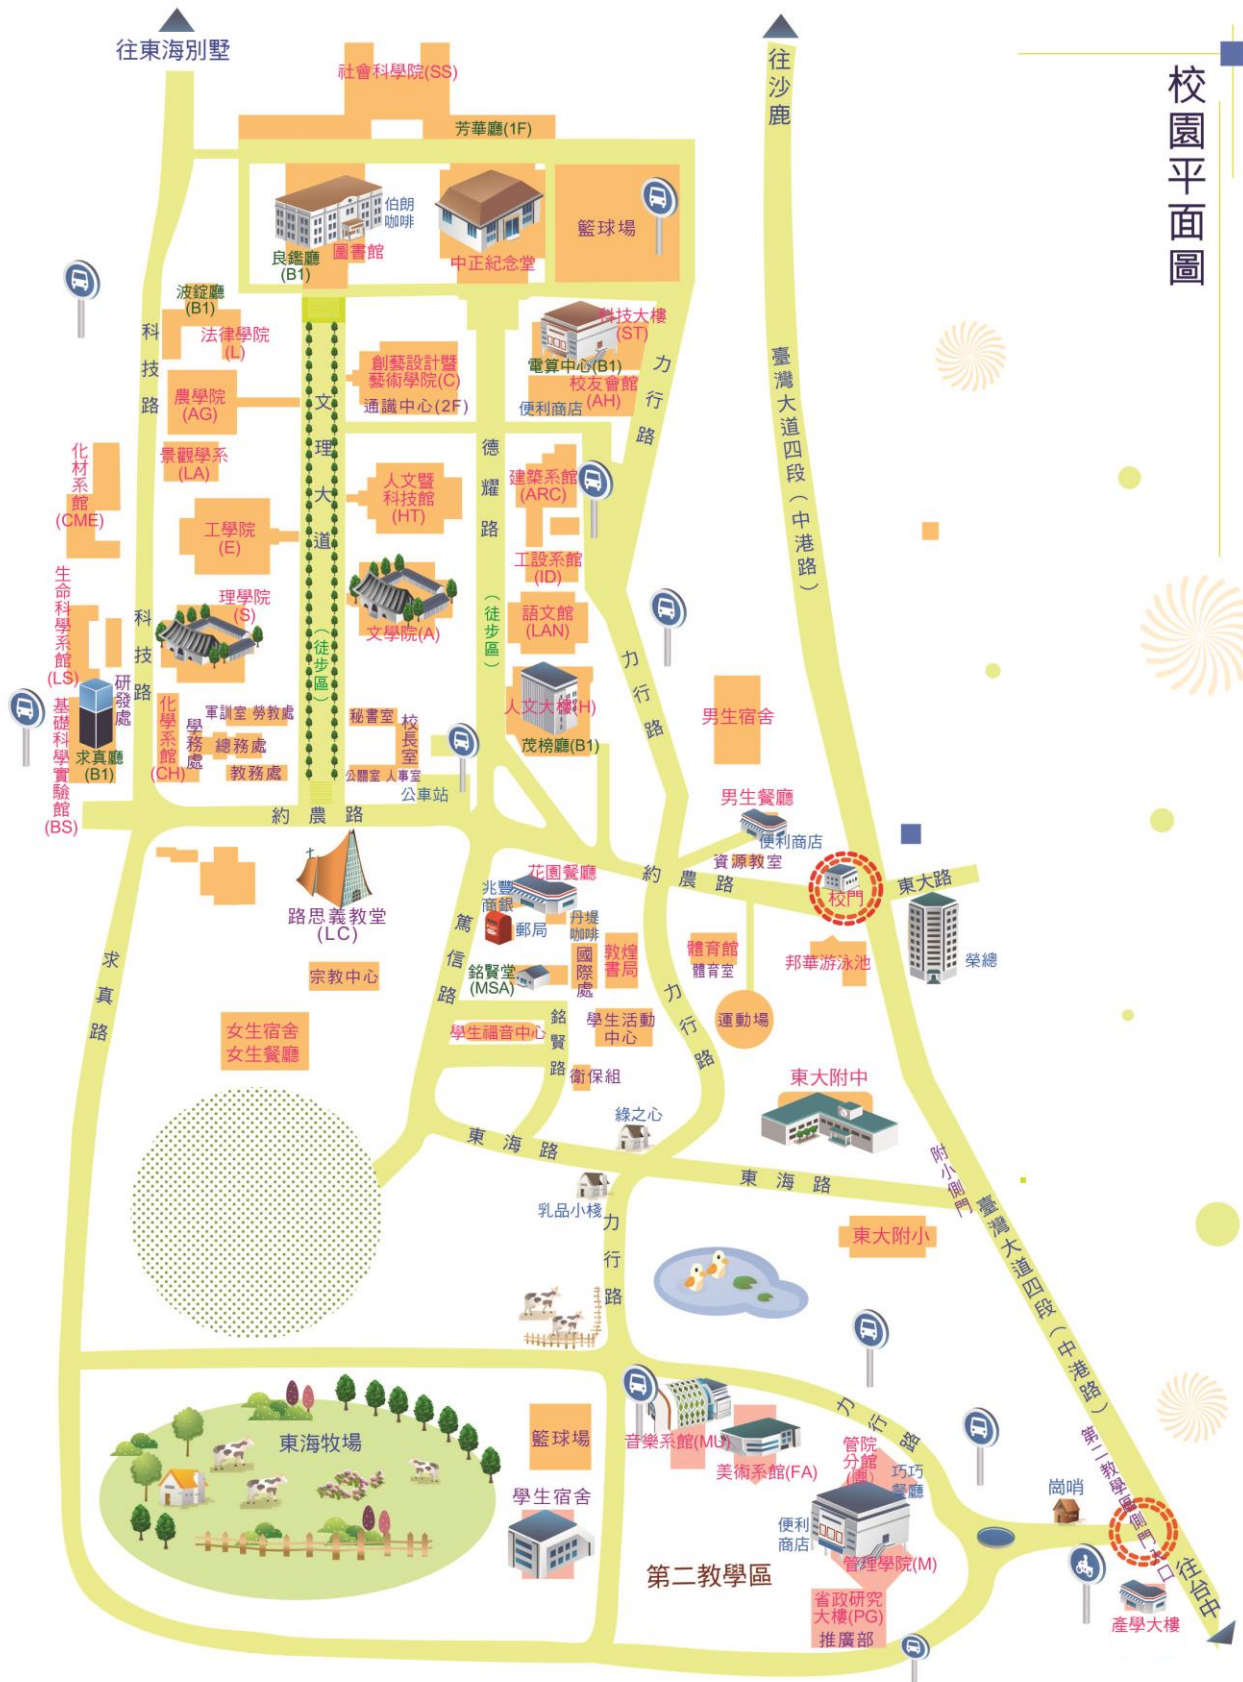 往東海別墅
往沙鹿
校園平面圖
社會科學院(SS)
芳華廳(1F)
伯朗
咖啡
圖書館
良鑑廳
(B1)
中正紀念堂
籃球場
波錠廳
(B1)
法律學院
(L)
科技路
農學院
(AG)
創藝設計暨
藝術學院(C)
通識中心(2F)
科技大樓
(ST)
電算中心(B1)
校友會館
(AH)
便利商店
力行路
臺灣大道四段(中港路)
文理大道
(徒步區)
德耀路
(徒步區)
化材系館
(CME)
景觀學系
(LA)
工學院
(E)
人文暨
科技館
(HT)
建築系館
(ARC)
工設系館
(ID)
生命科學系館
(LS)
科技路
理學院
(S)
文學院(A)
語文館
(LAN)
力行路
研發處
求真廳
(B1)
基礎科學實驗館
(BS)
化學系館
(CH)
學務處
軍訓室 勞教處
總務處
教務處
秘書室
校長室
公關室 人事室
公車站
人文大樓(H)
茂榜廳(B1)
男生宿舍
男生餐廳
便利商店
資源教室
約農路
約農路
校門
東大路
榮總
路思義教堂
(LC)
宗教中心
求真路
篤信路
花園餐廳
兆豐
商銀
郵局
丹堤
咖啡
銘賢堂
(MSA)
國際處
敦煌
書局
體育館
體育室
邦華游泳池
運動場
女生宿舍
女生餐廳
學生福音中心
銘賢路
學生活動
中心
衛保組
力行路
東大附中
綠之心
東海路
東海路
附小側門
乳品小棧
力行路
東大附小
臺灣大道四段(中港路)
東海牧場
籃球場
學生宿舍
音樂系館(MU)
美術系館(FA)
力行路
管院
分館
巧巧
餐廳
便利
商店
管理學院(M)
第二教學區
省政研究
大樓(PG)
推廣部
崗哨
第二教學區側門
往台中
產學大樓